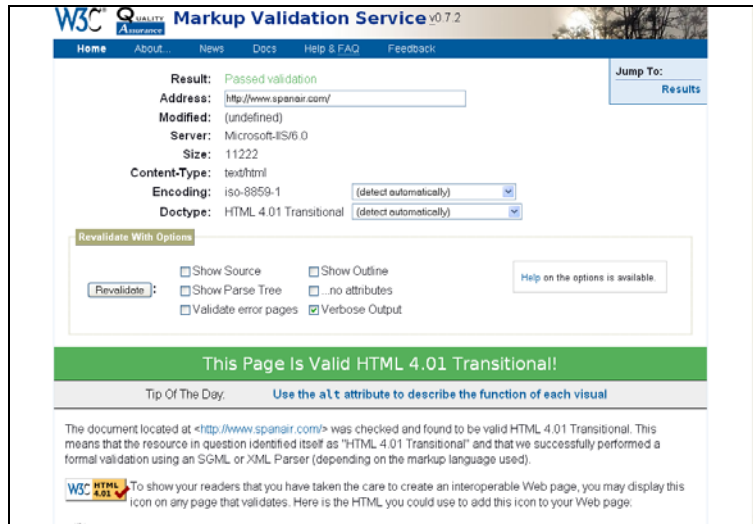 W3C® QUALITY Assurance Markup Validation Service v0.7.2
Home About... News Docs Help & FAQ Feedback
Jump To:
Results
Result: Passed validation
Address: http://www.spanair.com/
Modified: (undefined)
Server: Microsoft-IIS/6.0
Size: 11222
Content-Type: text/html
Encoding: iso-8859-1 (detect automatically)
Doctype: HTML 4.01 Transitional (detect automatically)
Revalidate With Options
Show Source Show Outline
Revalidate : Show Parse Tree ...no attributes
Validate error pages Verbose Output
Help on the options is available.
This Page Is Valid HTML 4.01 Transitional!
Tip Of The Day: Use the alt attribute to describe the function of each visual
The document located at <http://www.spanair.com/> was checked and found to be valid HTML 4.01 Transitional. This
means that the resource in question identified itself as "HTML 4.01 Transitional" and that we successfully performed a
formal validation using an SGML or XML Parser (depending on the markup language used).
W3C HTML 4.01 To show your readers that you have taken the care to create an interoperable Web page, you may display this
icon on any page that validates. Here is the HTML you could use to add this icon to your Web page: